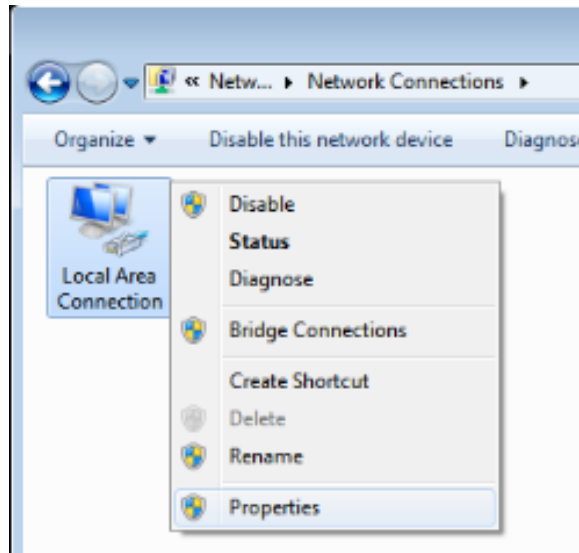 « Netw... ▸ Network Connections ▸
Organize ▾ Disable this network device Diagnos
Local Area
Connection
Disable
Status
Diagnose
Bridge Connections
Create Shortcut
Delete
Rename
Properties